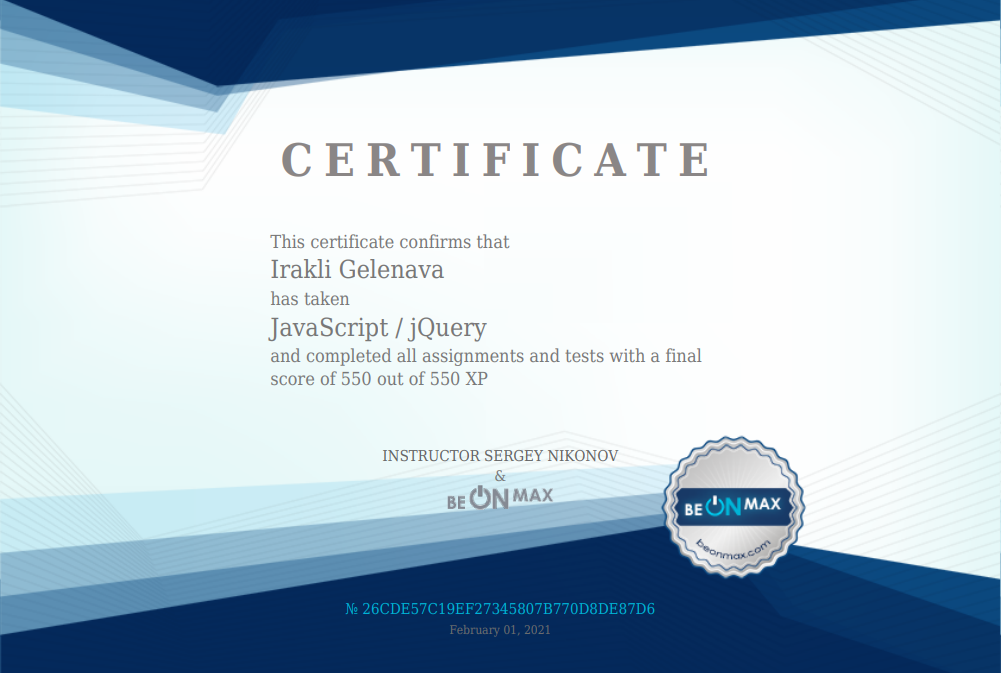 CERTIFICATE
This certificate confirms that
Irakli Gelenava
has taken
JavaScript / jQuery
and completed all assignments and tests with a final
score of 550 out of 550 XP
INSTRUCTOR SERGEY NIKONOV
&
BE ON MAX
BE ON MAX
beonmax.com
№ 26CDE57C19EF27345807B770D8DE87D6
February 01, 2021